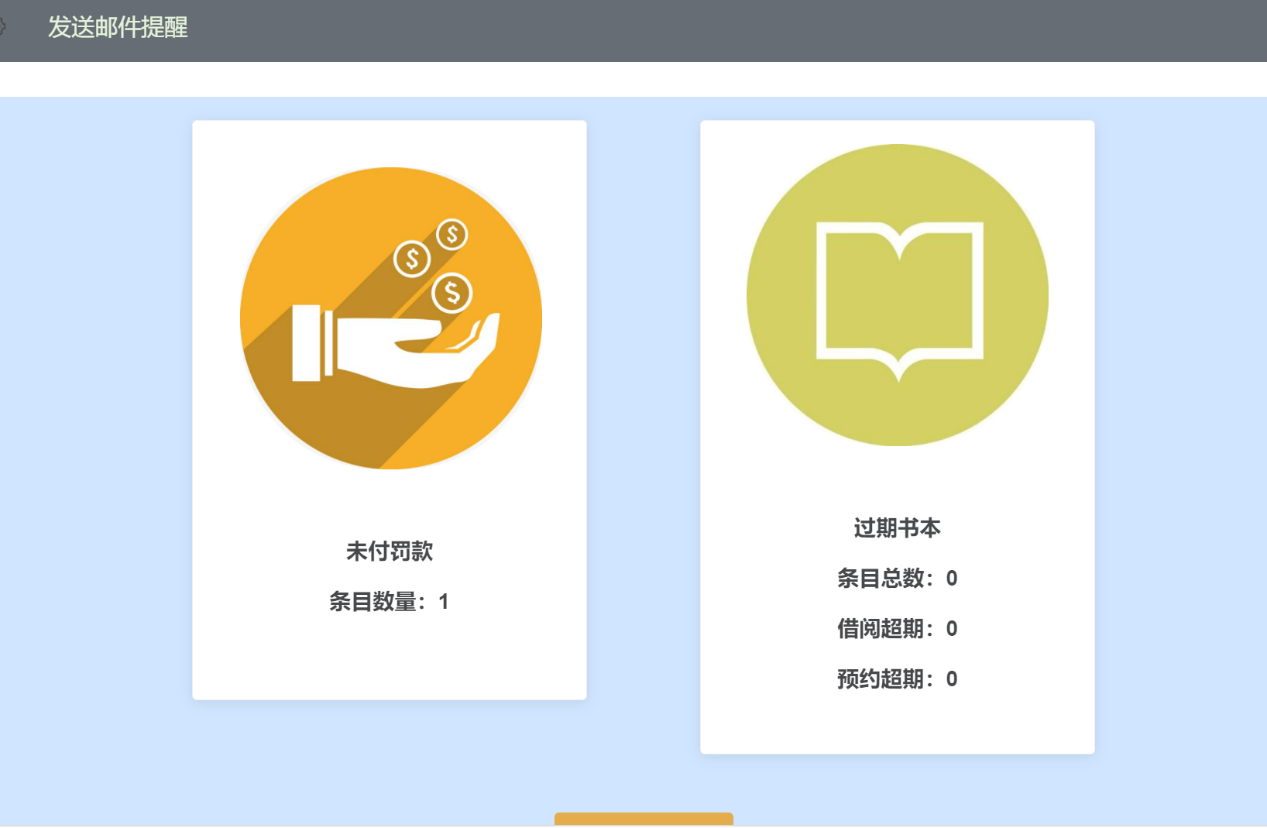 发送邮件提醒
$
$
$
未付罚款
条目数量：1
过期书本
条目总数：0
借阅超期：0
预约超期：0